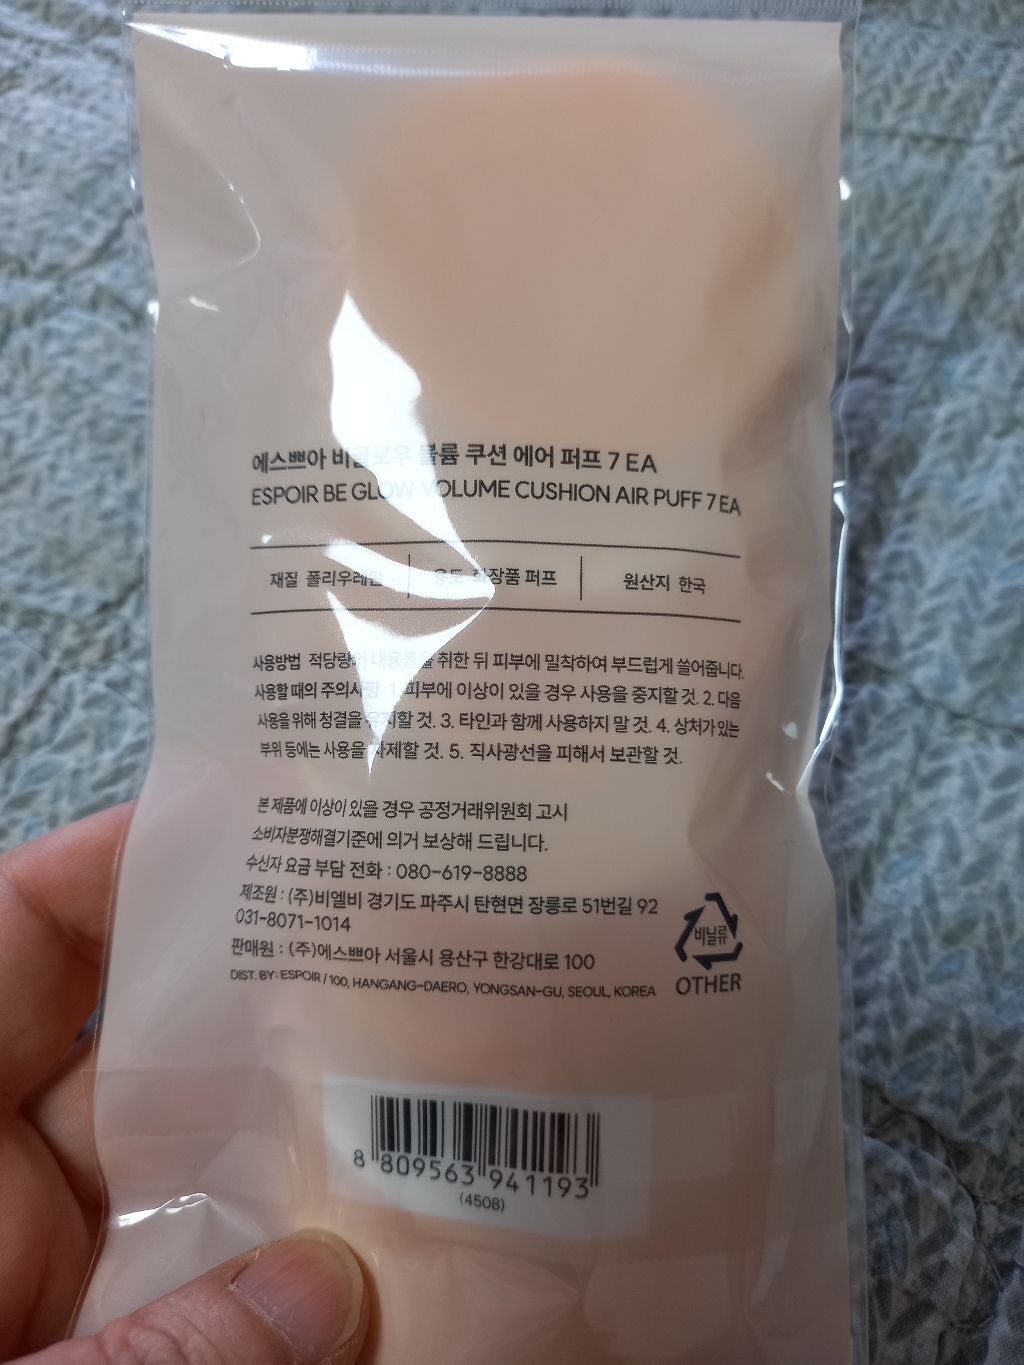 에스쁘아 비글로우 볼륨 쿠션 에어 퍼프 7 EA
ESPOIR BE GLOW VOLUME CUSHION AIR PUFF 7 EA
재질 폴리우레탄
용도 화장품 퍼프
원산지 한국
사용방법 적당량의 내용물을 취한 뒤 피부에 밀착하여 부드럽게 쓸어줍니다.
사용할 때의 주의사항 1. 피부에 이상이 있을 경우 사용을 중지할 것. 2. 다음
사용을 위해 청결을 유지할 것. 3. 타인과 함께 사용하지 말 것. 4. 상처가 있는
부위 등에는 사용을 자제할 것. 5. 직사광선을 피해서 보관할 것.
본 제품에 이상이 있을 경우 공정거래위원회 고시
소비자분쟁해결기준에 의거 보상해 드립니다.
수신자 요금 부담 전화 : 080-619-8888
제조원 : (주)비엘비 경기도 파주시 탄현면 장릉로 51번길 92
031-8071-1014
판매원 : (주)에스쁘아 서울시 용산구 한강대로 100
DIST. BY: ESPOIR / 100, HANGANG-DAERO, YONGSAN-GU, SEOUL, KOREA
비닐류
OTHER
8 809563 941193
(4508)